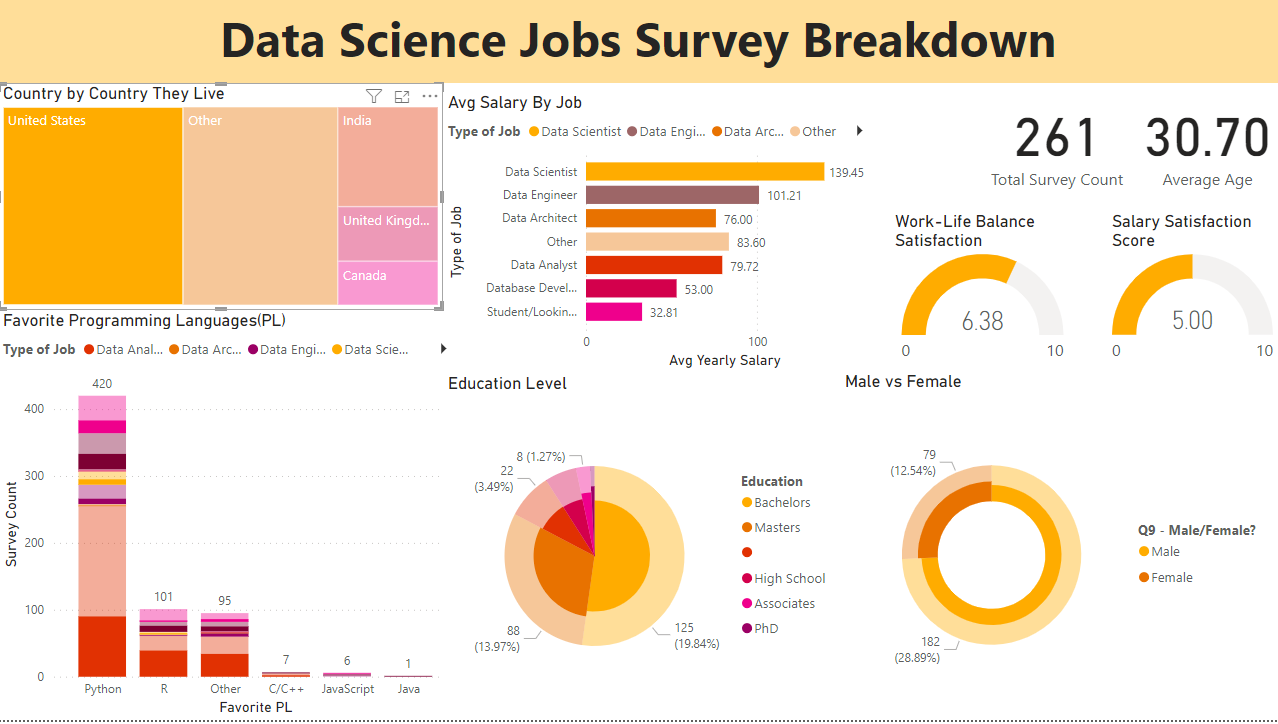 Data Science Jobs Survey Breakdown
Country by Country They Live
United States
Other
India
United Kingd...
Canada
Avg Salary By Job
Type of Job
Data Scientist
Data Engi...
Data Arc...
Other
Type of Job
Data Scientist
139.45
Data Engineer
101.21
Data Architect
76.00
Other
83.60
Data Analyst
79.72
Database Devel...
53.00
Student/Lookin...
32.81
0
100
Avg Yearly Salary
261
Total Survey Count
30.70
Average Age
Work-Life Balance
Satisfaction
6.38
0
10
Salary Satisfaction
Score
5.00
0
10
Favorite Programming Languages(PL)
Type of Job
Data Anal...
Data Arc...
Data Engi...
Data Scie...
Survey Count
400
300
200
100
0
420
101
95
7
6
1
Python
R
Other
C/C++
JavaScript
Java
Favorite PL
Education Level
8 (1.27%)
22
(3.49%)
88
(13.97%)
125
(19.84%)
Education
Bachelors
Masters
High School
Associates
PhD
Male vs Female
79
(12.54%)
182
(28.89%)
Q9 - Male/Female?
Male
Female